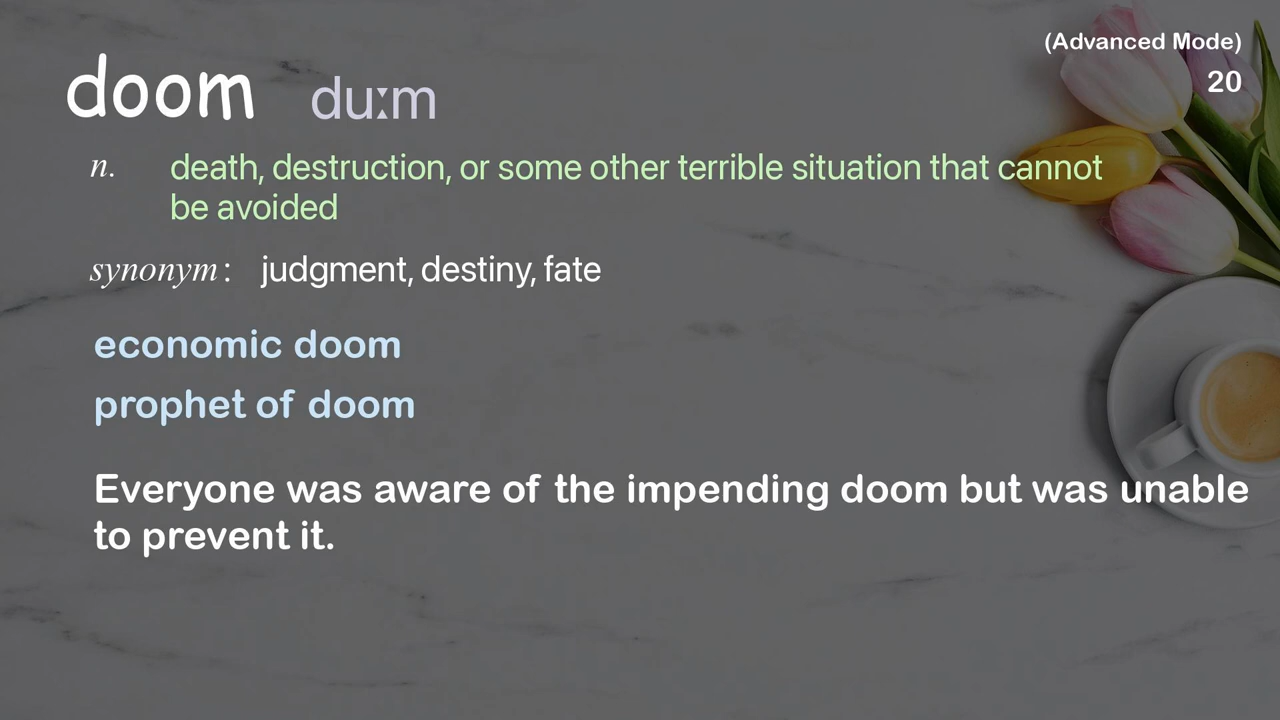 (Advanced Mode)
20
doom duːm
n. death, destruction, or some other terrible situation that cannot
be avoided
synonym: judgment, destiny, fate
economic doom
prophet of doom
Everyone was aware of the impending doom but was unable
to prevent it.